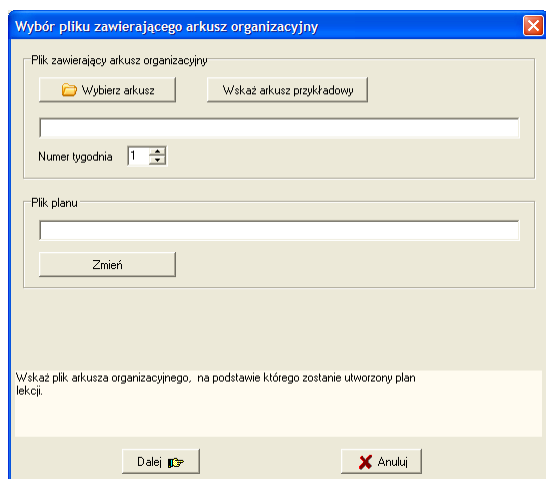 Wybór pliku zawierającego arkusz organizacyjny
Plik zawierający arkusz organizacyjny
Wybierz arkusz
Wskaż arkusz przykładowy
Numer tygodnia 1
Plik planu
Zmień
Wskaż plik arkusza organizacyjnego, na podstawie którego zostanie utworzony plan
lekcji.
Dalej
Anuluj